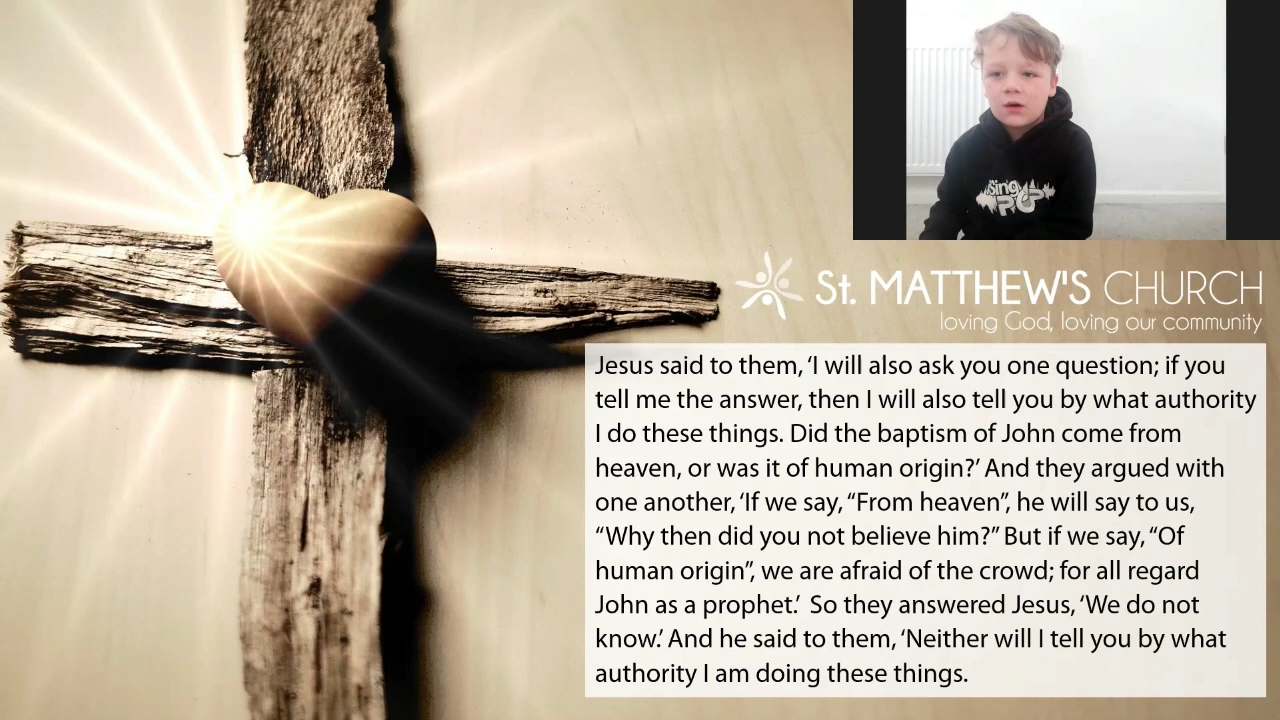 Sing
UP
St. MATTHEW'S CHURCH
loving God, loving our community
Jesus said to them, ‘I will also ask you one question; if you
tell me the answer, then I will also tell you by what authority
I do these things. Did the baptism of John come from
heaven, or was it of human origin?’ And they argued with
one another, ‘If we say, “From heaven”, he will say to us,
“Why then did you not believe him?” But if we say, “Of
human origin”, we are afraid of the crowd; for all regard
John as a prophet.’  So they answered Jesus, ‘We do not
know.’ And he said to them, ‘Neither will I tell you by what
authority I am doing these things.